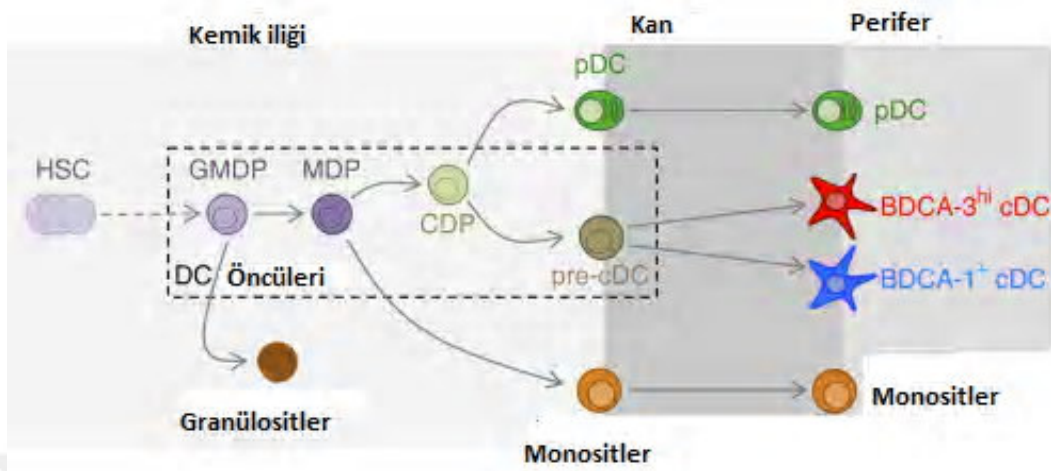 Kemik iliği
Kan
Perifer
pDC
pDC
HSC
GMDP
MDP
CDP
BDCA-3hi cDC
DC Öncüleri
pre-cDC
BDCA-1+ cDC
Granülositler
Monositler
Monositler